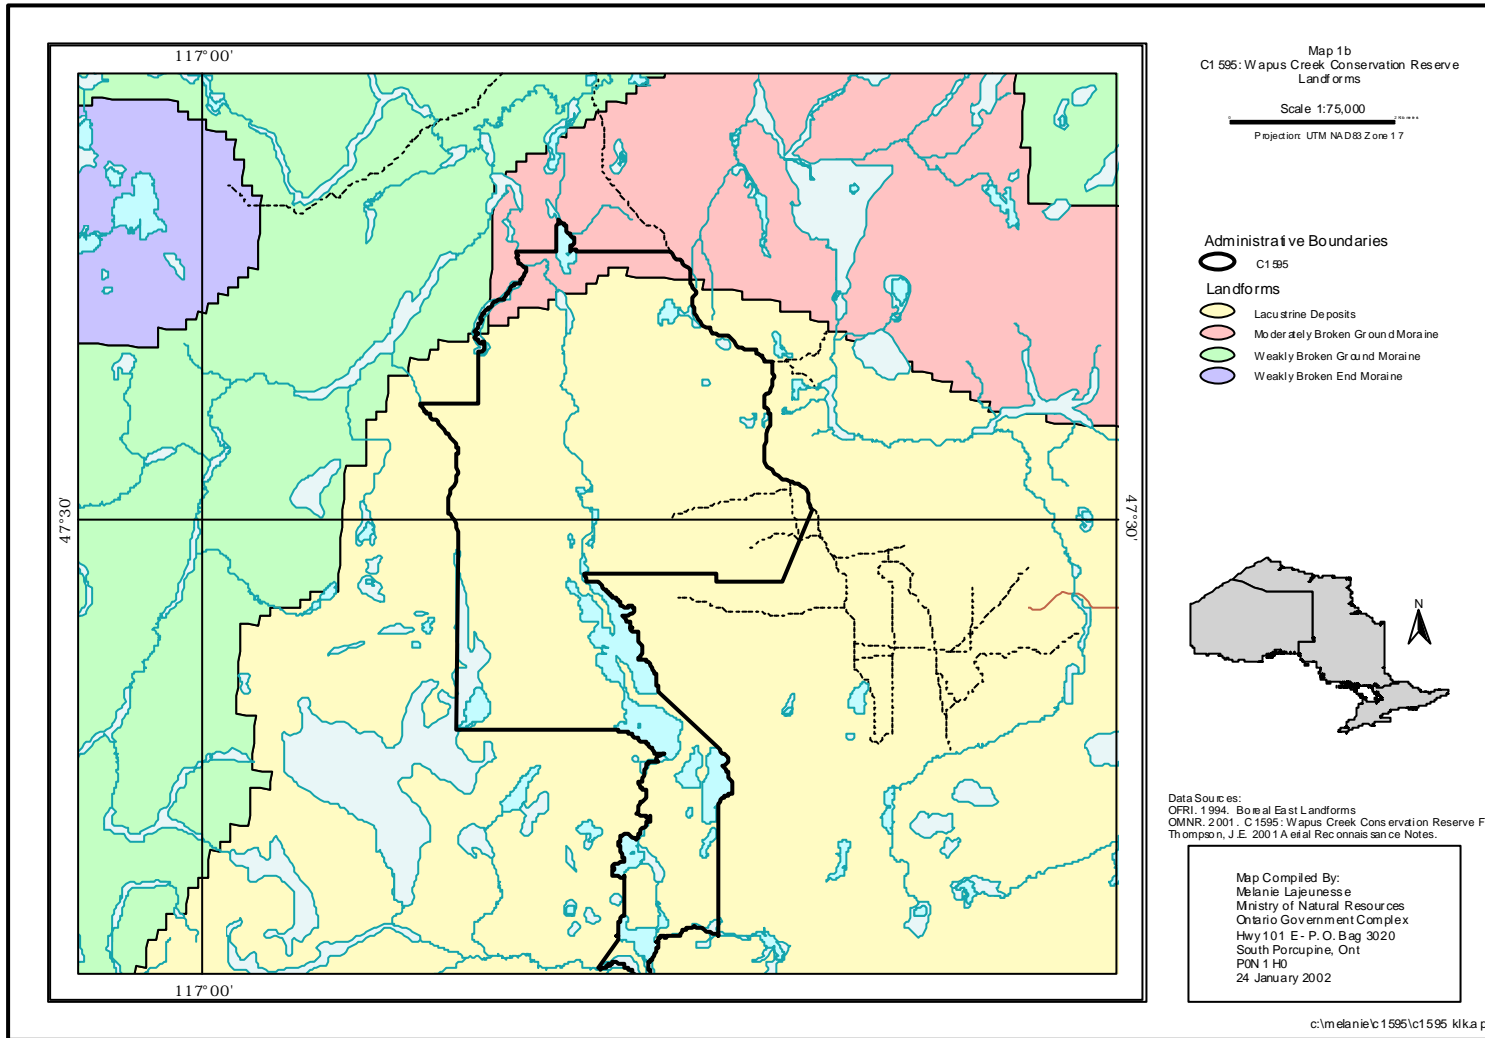 117°00'
47°30'
47°30'
117°00'
Map 1b
C1595: Wapus Creek Conservation Reserve
Landforms
Scale 1:75,000
0
Projection: UTM NAD83 Zone 17
Administrative Boundaries
C1595
Landforms
Lacustrine Deposits
Moderately Broken Ground Moraine
Weakly Broken Ground Moraine
Weakly Broken End Moraine
N
Data Sources:
OFRI. 1994. Boreal East Landforms
OMNR. 2001. C1595: Wapus Creek Conservation Reserve F
Thompson, J.E. 2001 Aerial Reconnaissance Notes.
Map Compiled By:
Melanie Lajeunesse
Ministry of Natural Resources
Ontario Government Complex
Hwy 101 E - P.O. Bag 3020
South Porcupine, Ont
P0N 1H0
24 January 2002
c:\melanie\c1595\c1595 klk.ap